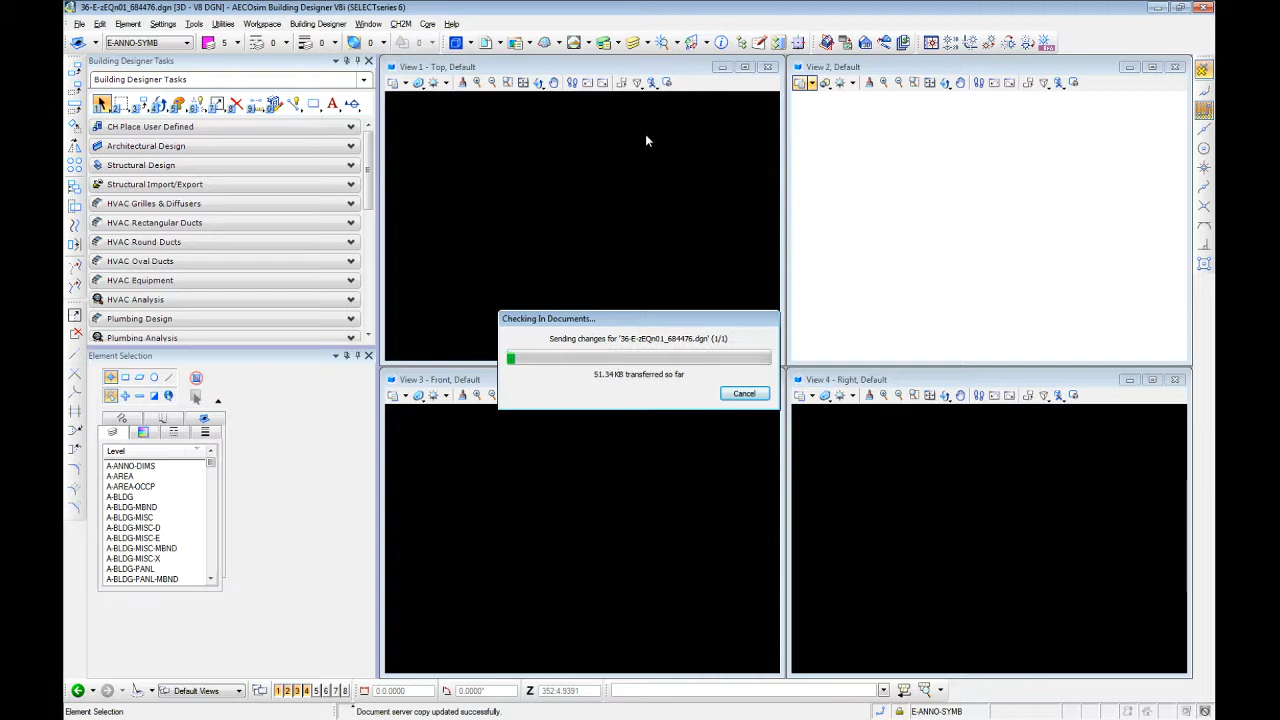 36-E-zEQn01_684476.dgn [3D - V8 DGN] - AECOsim Building Designer V8i (SELECTseries 6)
File Edit Element Settings Tools Utilities Workspace Building Designer Window CH2M Core Help
E-ANNO-SYMB 5 0 0 0 0
Building Designer Tasks
Building Designer Tasks
CH Place User Defined
Architectural Design
Structural Design
Structural Import/Export
HVAC Grilles & Diffusers
HVAC Rectangular Ducts
HVAC Round Ducts
HVAC Oval Ducts
HVAC Equipment
HVAC Analysis
Plumbing Design
Plumbing Analysis
Element Selection
Level
A-ANNO-DIMS
A-AREA
A-AREA-OCCP
A-BLDG
A-BLDG-MBND
A-BLDG-MISC
A-BLDG-MISC-D
A-BLDG-MISC-E
A-BLDG-MISC-MBND
A-BLDG-MISC-X
A-BLDG-PANL
A-BLDG-PANL-MBND
View 1 - Top, Default
View 2, Default
View 3 - Front, Default
View 4 - Right, Default
Checking In Documents...
Sending changes for '36-E-zEQn01_684476.dgn' (1/1)
51.34 KB transferred so far
Cancel
Default Views 1 2 3 4 5 6 7 8 0:0.0000 0.0000° Z 352:4.9391
Element Selection Document server copy updated successfully. E-ANNO-SYMB